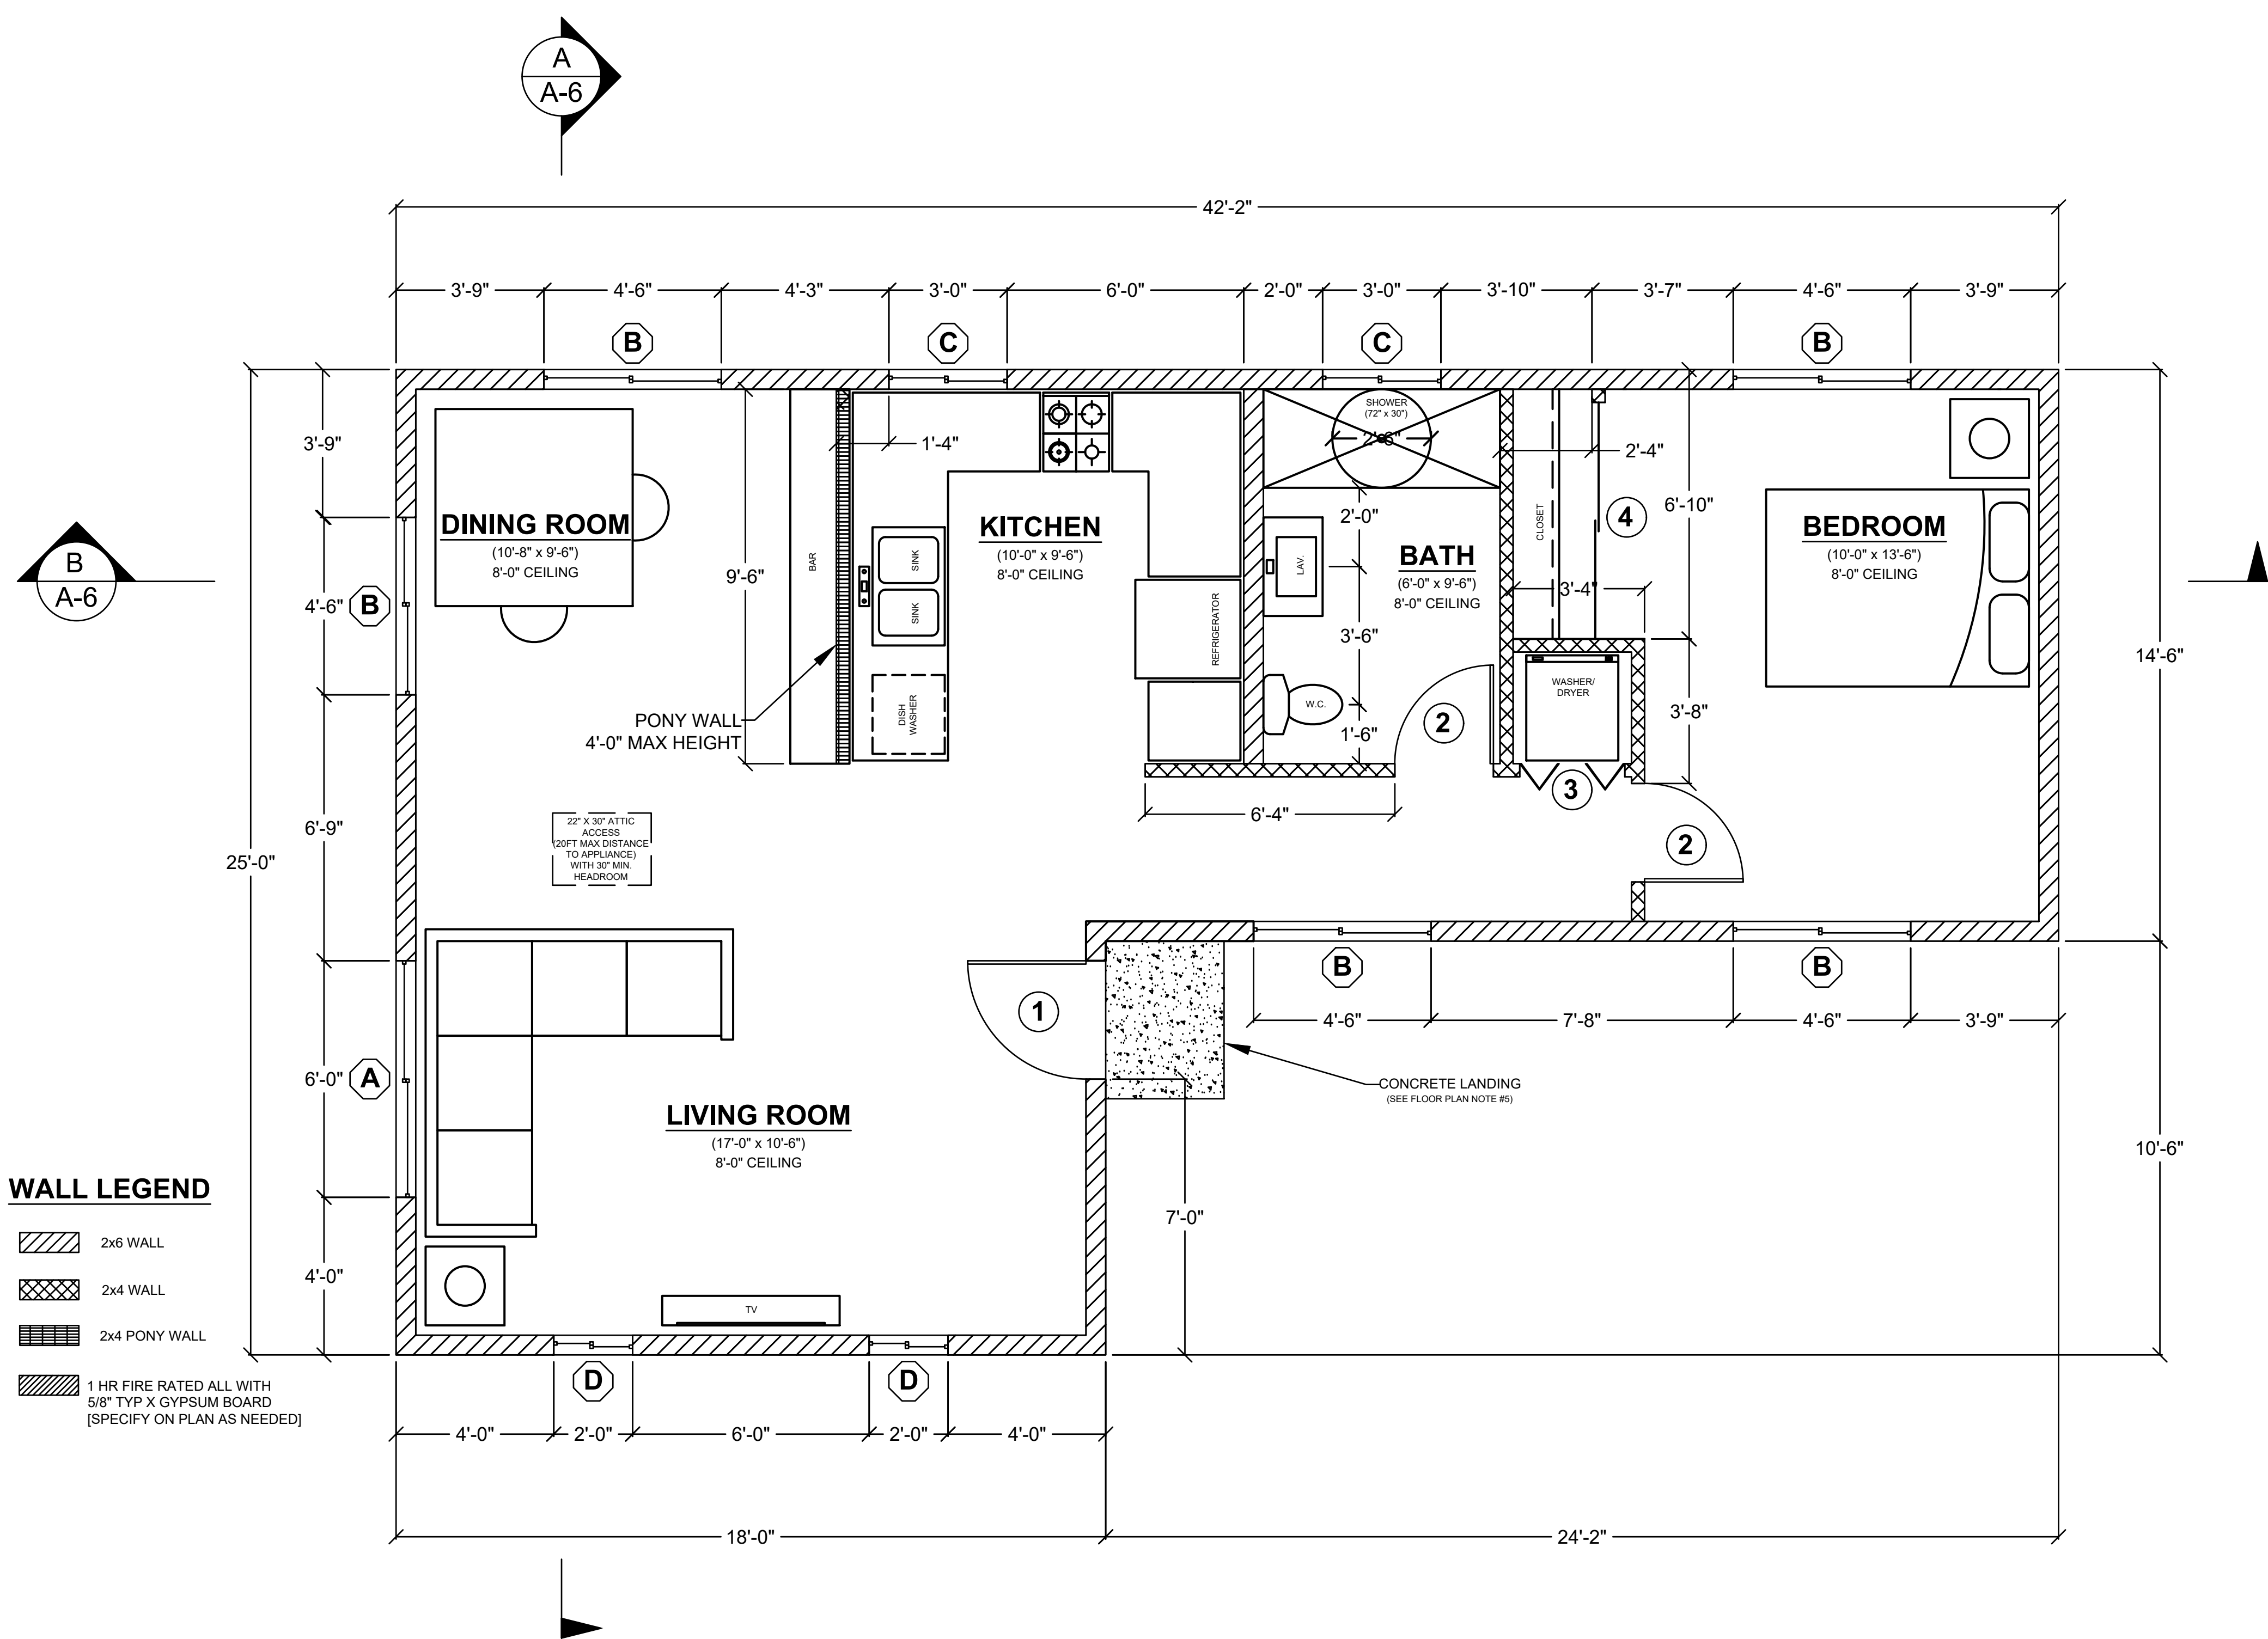 A
A-6
42'-2"
3'-9" 4'-6" 4'-3" 3'-0" 6'-0" 2'-0" 3'-0" 3'-10" 3'-7" 4'-6" 3'-9"
B C C B
SHOWER
(72" x 30")
2'-6"
3'-9"
1'-4"
2'-4"
DINING ROOM
(10'-8" x 9'-6")
8'-0" CEILING
KITCHEN
(10'-0" x 9'-6")
8'-0" CEILING
BATH
(6'-0" x 9'-6")
8'-0" CEILING
BEDROOM
(10'-0" x 13'-6")
8'-0" CEILING
B
A-6
4'-6"
B
9'-6"
BAR
SINK
SINK
DISH
WASHER
REFRIGERATOR
LAV.
2'-0"
3'-6"
W.C.
1'-6"
CLOSET
4
6'-10"
3'-4"
WASHER/
DRYER
3'-8"
14'-6"
PONY WALL
4'-0" MAX HEIGHT
2
3
2
6'-4"
6'-9"
25'-0"
22" X 30" ATTIC
ACCESS
(20FT MAX DISTANCE
TO APPLIANCE)
WITH 30" MIN.
HEADROOM
B B
4'-6" 7'-8" 4'-6" 3'-9"
1
6'-0"
A
CONCRETE LANDING
(SEE FLOOR PLAN NOTE #5)
LIVING ROOM
(17'-0" x 10'-6")
8'-0" CEILING
10'-6"
7'-0"
4'-0"
TV
WALL LEGEND
2x6 WALL
2x4 WALL
2x4 PONY WALL
1 HR FIRE RATED ALL WITH
5/8" TYP X GYPSUM BOARD
[SPECIFY ON PLAN AS NEEDED]
D D
4'-0" 2'-0" 6'-0" 2'-0" 4'-0"
18'-0" 24'-2"